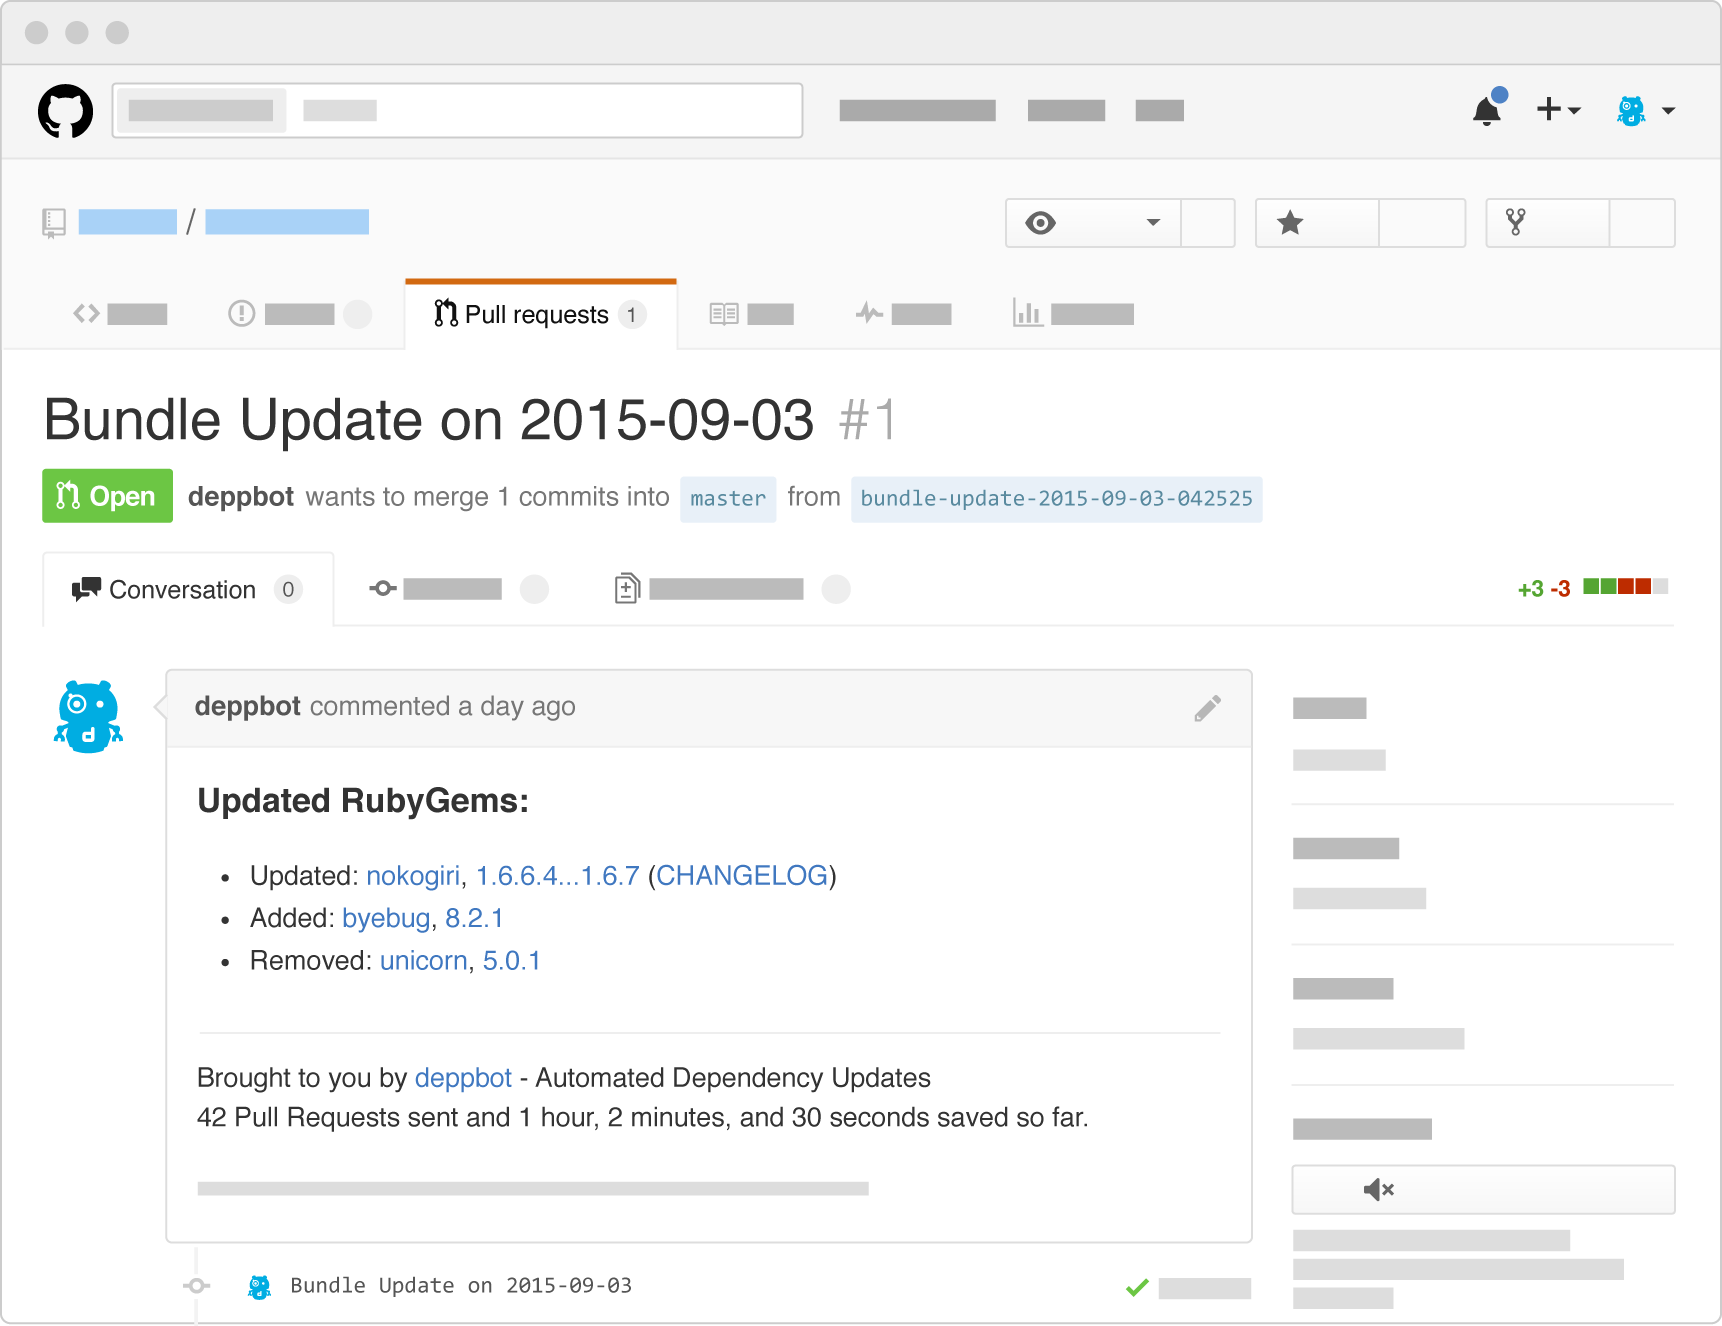 Pull requests 1
Bundle Update on 2015-09-03 #1
Open deppbot wants to merge 1 commits into master from bundle-update-2015-09-03-042525
Conversation 0
+3 -3
deppbot commented a day ago
Updated RubyGems:
• Updated: nokogiri, 1.6.6.4...1.6.7 (CHANGELOG)
• Added: byebug, 8.2.1
• Removed: unicorn, 5.0.1
Brought to you by deppbot - Automated Dependency Updates
42 Pull Requests sent and 1 hour, 2 minutes, and 30 seconds saved so far.
Bundle Update on 2015-09-03